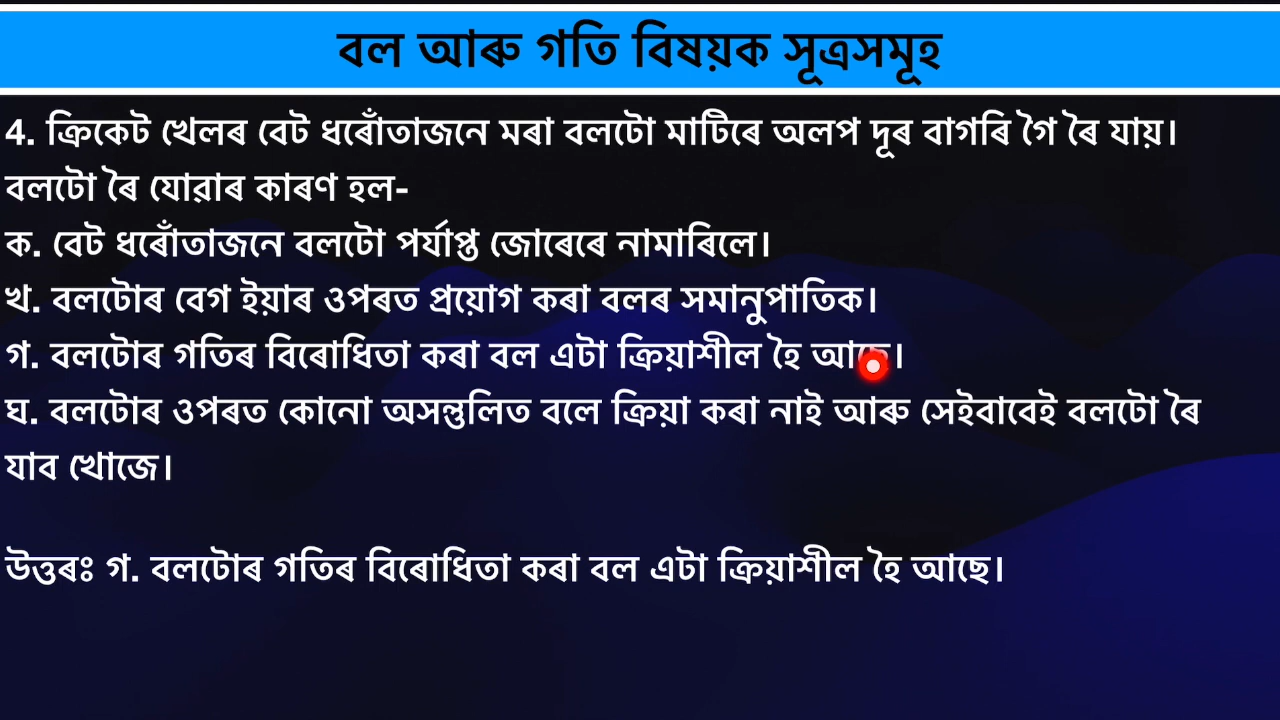 বল আৰু গতি বিষয়ক সূত্ৰসমূহ
4. ক্ৰিকেট খেলৰ বেট ধৰোঁতাজনে মৰা বলটো মাটিৰে অলপ দূৰ বাগৰি গৈ ৰৈ যায়।
বলটো ৰৈ যোৱাৰ কাৰণ হল-
ক. বেট ধৰোঁতাজনে বলটো পৰ্যাপ্ত জোৰেৰে নামাৰিলে।
খ. বলটোৰ বেগ ইয়াৰ ওপৰত প্ৰয়োগ কৰা বলৰ সমানুপাতিক।
গ. বলটোৰ গতিৰ বিৰোধিতা কৰা বল এটা ক্ৰিয়াশীল হৈ আছে।
ঘ. বলটোৰ ওপৰত কোনো অসন্তুলিত বলে ক্ৰিয়া কৰা নাই আৰু সেইবাবেই বলটো ৰৈ
যাব খোজে।
উত্তৰঃ গ. বলটোৰ গতিৰ বিৰোধিতা কৰা বল এটা ক্ৰিয়াশীল হৈ আছে।